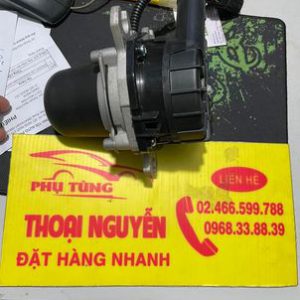 PHỤ TÙNG
THOẠI NGUYỄN
ĐẶT HÀNG NHANH
LIÊN HỆ
02.466.599.788
0968.33.88.39